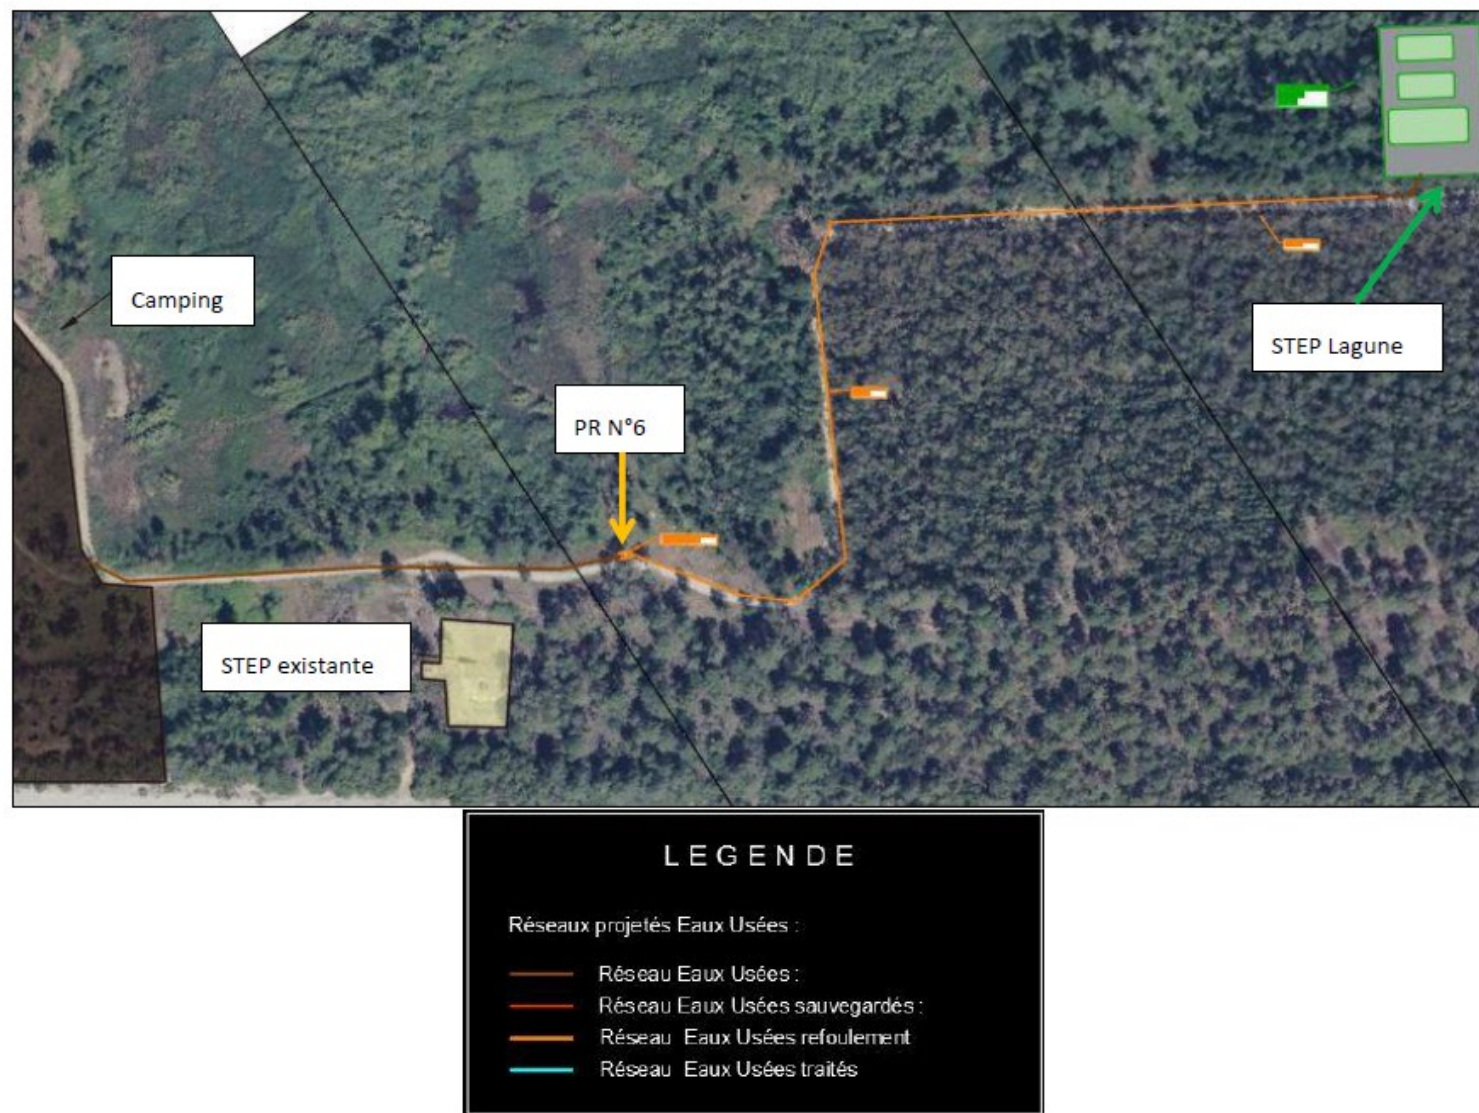 Camping
STEP Lagune
PR N°6
STEP existante
LEGENDE
Réseaux projetés Eaux Usées :
Réseau Eaux Usées :
Réseau Eaux Usées sauvegardés :
Réseau Eaux Usées refoulement
Réseau Eaux Usées traités